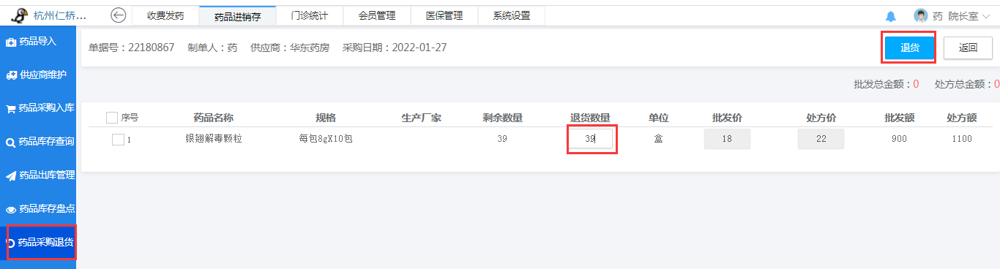 杭州仁桥... 收费发药 药品进销存 门诊统计 会员管理 医保管理 系统设置 药 院长室
药品导入
供应商维护
药品采购入库
药品库存查询
药品出库管理
药品库存盘点
药品采购退货
单据号：22180867 制单人：药 供应商：华东药房 采购日期：2022-01-27 退货 返回
批发总金额：0 处方总金额：0
序号 药品名称 规格 生产厂家 剩余数量 退货数量 单位 批发价 处方价 批发额 处方额
1 银翘解毒颗粒 每包8gX10包 39 39 盒 18 22 900 1100